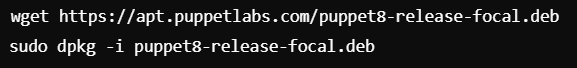 wget https://apt.puppetlabs.com/puppet8-release-focal.deb
sudo dpkg -i puppet8-release-focal.deb